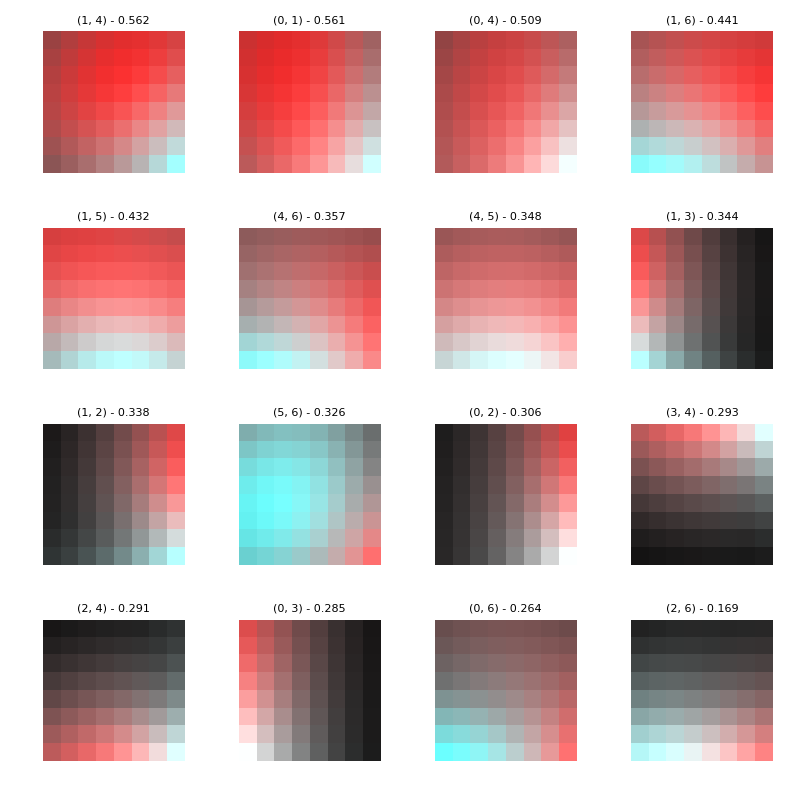 (1, 4) - 0.562
(0, 1) - 0.561
(0, 4) - 0.509
(1, 6) - 0.441
(1, 5) - 0.432
(4, 6) - 0.357
(4, 5) - 0.348
(1, 3) - 0.344
(1, 2) - 0.338
(5, 6) - 0.326
(0, 2) - 0.306
(3, 4) - 0.293
(2, 4) - 0.291
(0, 3) - 0.285
(0, 6) - 0.264
(2, 6) - 0.169